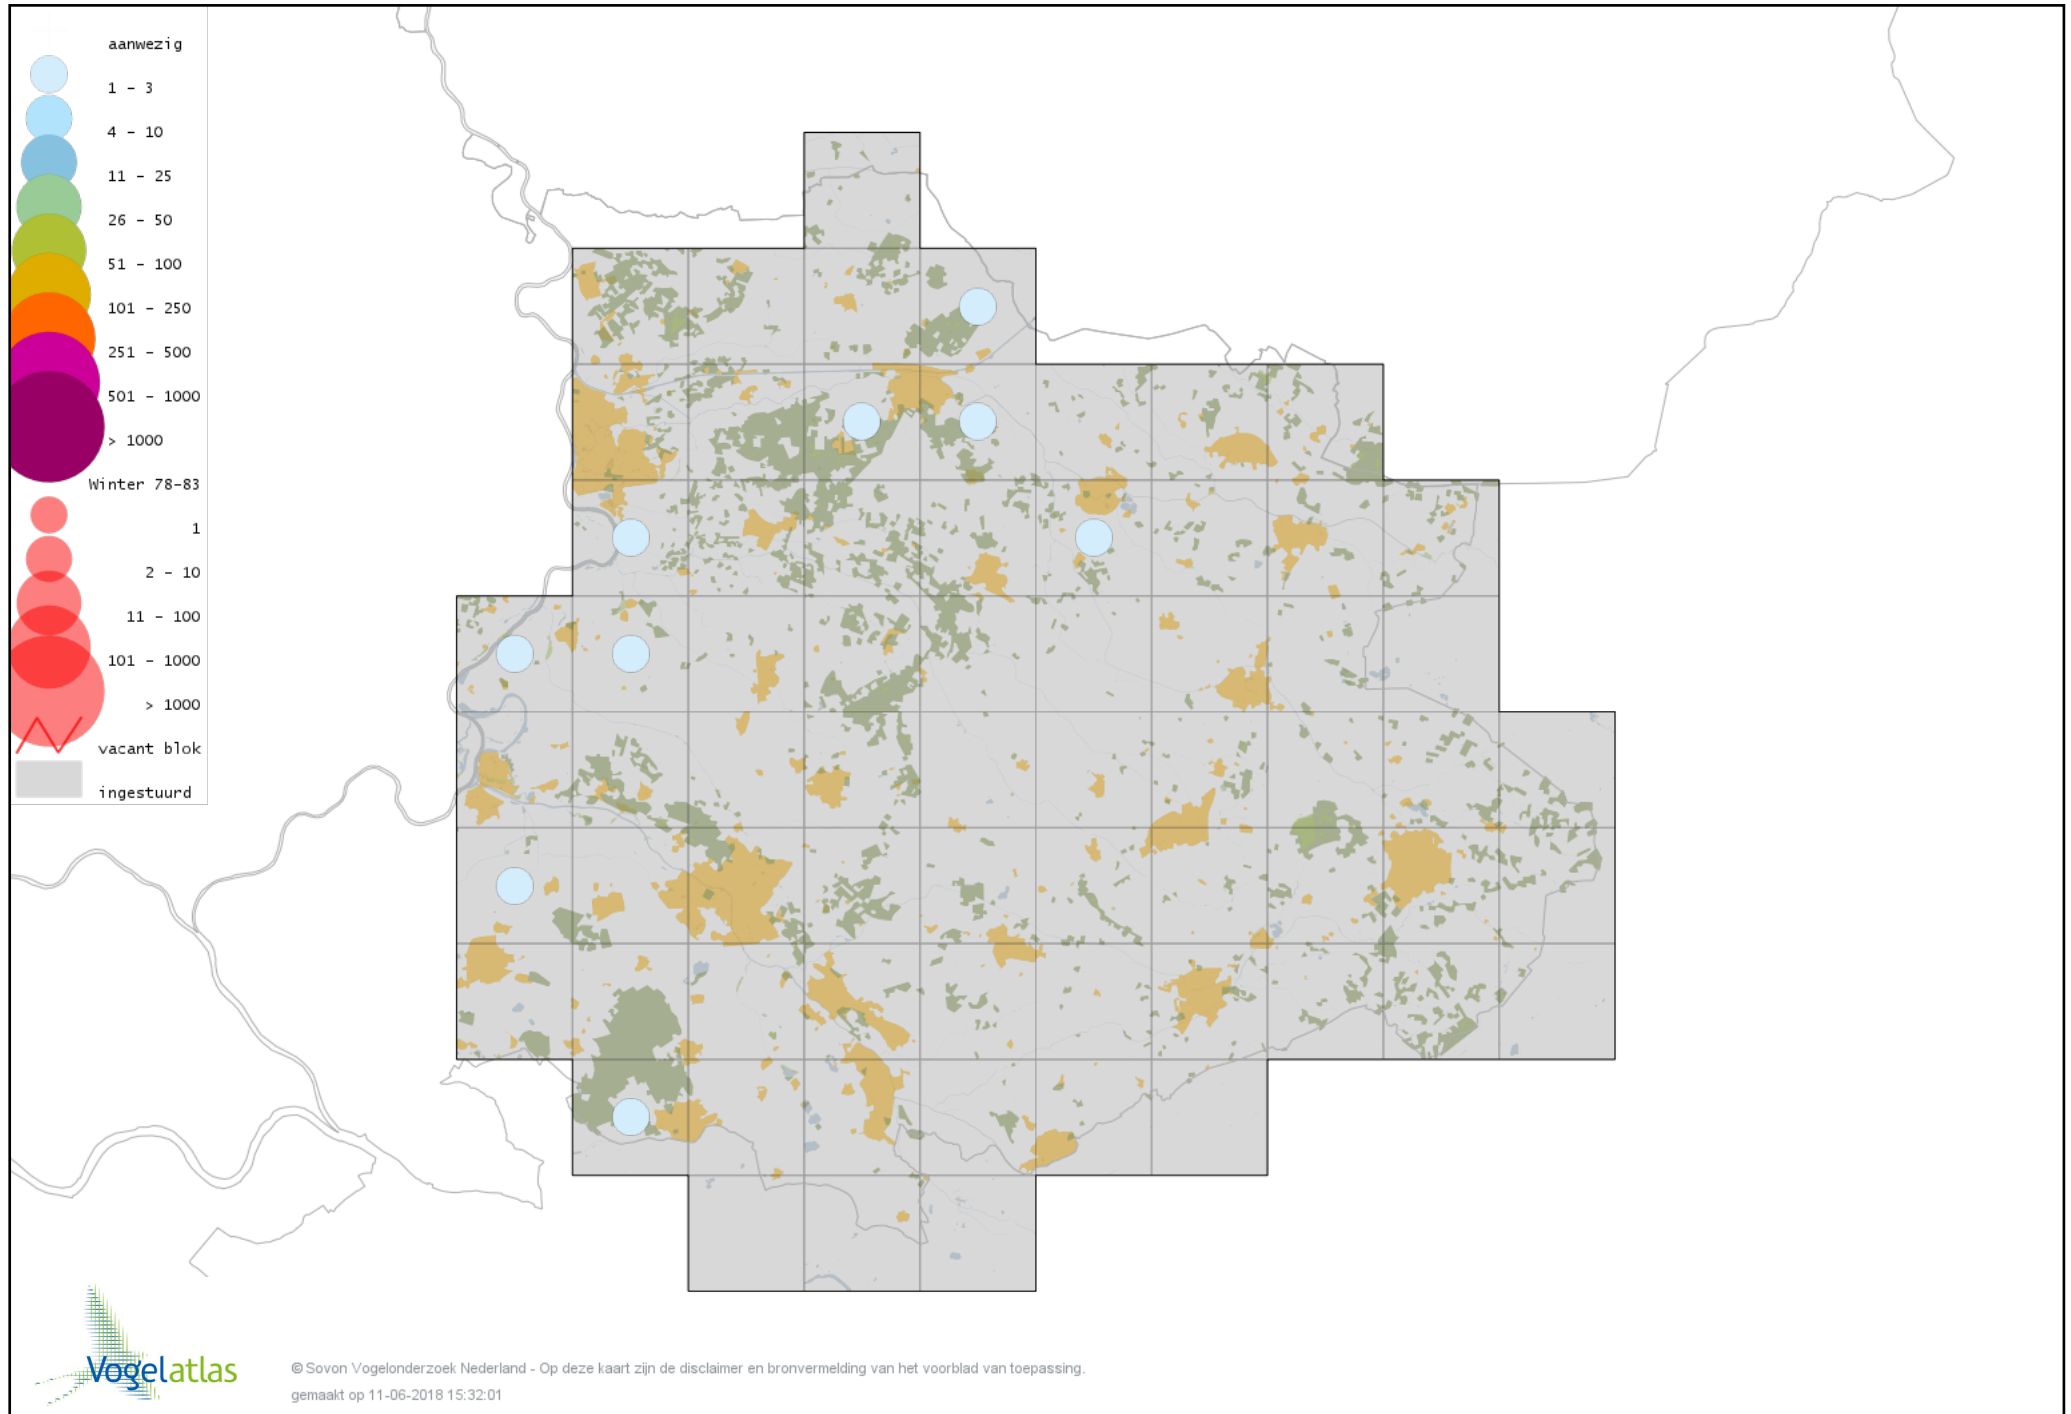 aanwezig
1 - 3
4 - 10
11 - 25
26 - 50
51 - 100
101 - 250
251 - 500
501 - 1000
> 1000
Winter 78-83
1
2 - 10
11 - 100
101 - 1000
> 1000
vacant blok
ingestuurd
Vogelatlas
© Sovon Vogelonderzoek Nederland - Op deze kaart zijn de disclaimer en bronvermelding van het voorblad van toepassing.
gemaakt op 11-06-2018 15:32:01